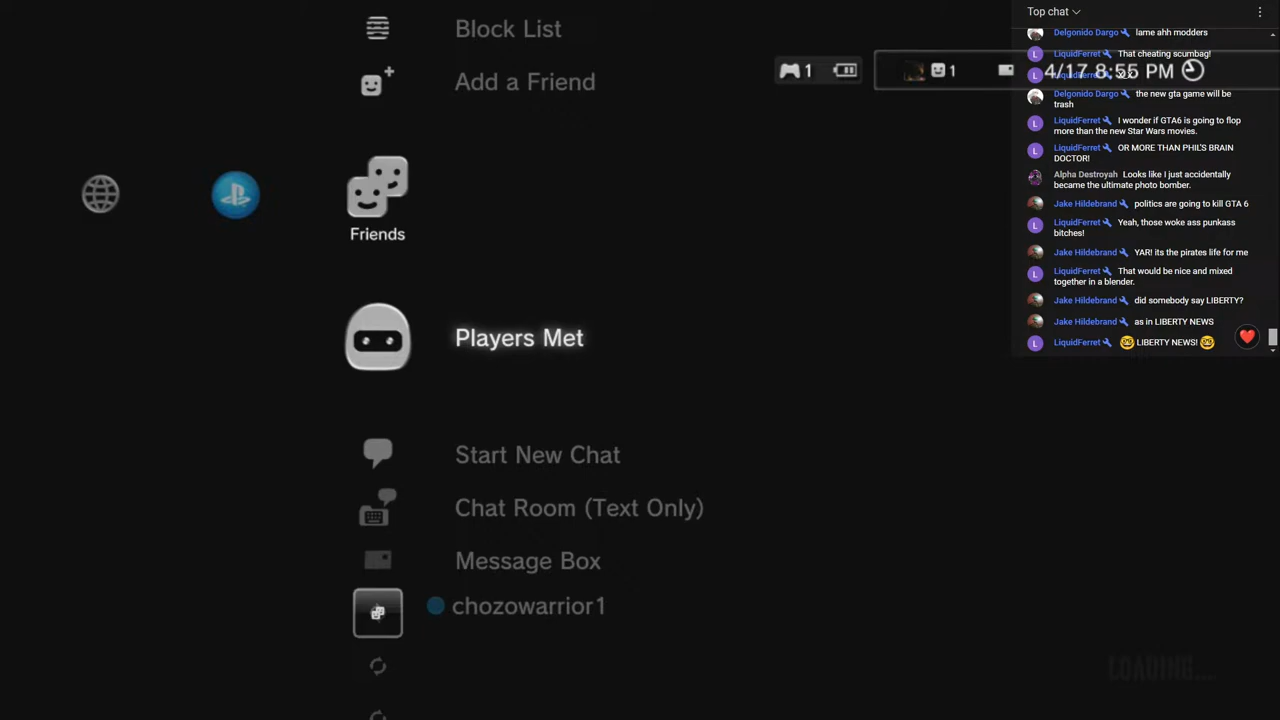 Block List
Add a Friend
1
1
4/17 8:55 PM
Friends
Players Met
Start New Chat
Chat Room (Text Only)
Message Box
chozowarrior1
LOADING...
Top chat
Delgonido Dargo lame ahh modders
LiquidFerret That cheating scumbag!
Delgonido Dargo the new gta game will be
trash
LiquidFerret I wonder if GTA6 is going to flop
more than the new Star Wars movies.
LiquidFerret OR MORE THAN PHIL'S BRAIN
DOCTOR!
Alpha Destroyah Looks like I just accidentally
became the ultimate photo bomber.
Jake Hildebrand politics are going to kill GTA 6
LiquidFerret Yeah, those woke ass punkass
bitches!
Jake Hildebrand YAR! its the pirates life for me
LiquidFerret That would be nice and mixed
together in a blender.
Jake Hildebrand did somebody say LIBERTY?
Jake Hildebrand as in LIBERTY NEWS
LiquidFerret 🤓 LIBERTY NEWS! 🤓